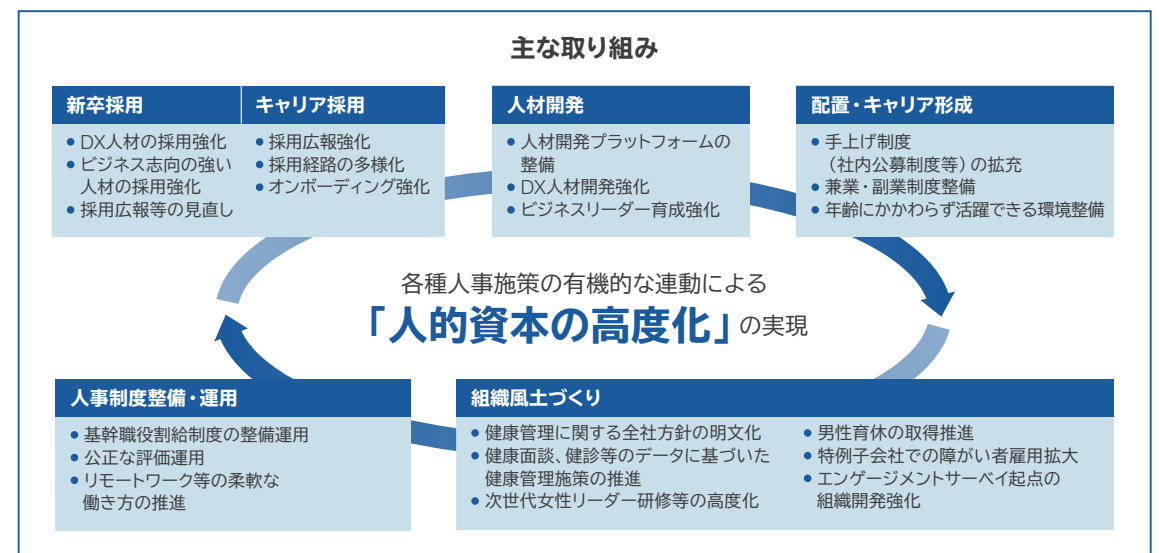 主な取り組み
新卒採用
● DX人材の採用強化
● ビジネス志向の強い
人材の採用強化
● 採用広報等の見直し
キャリア採用
● 採用広報強化
● 採用経路の多様化
● オンボーディング強化
人材開発
● 人材開発プラットフォームの
整備
● DX人材開発強化
● ビジネスリーダー育成強化
配置・キャリア形成
● 手上げ制度
（社内公募制度等）の拡充
● 兼業・副業制度整備
● 年齢にかかわらず活躍できる環境整備
各種人事施策の有機的な連動による
「人的資本の高度化」の実現
人事制度整備・運用
● 基幹職役割給制度の整備運用
● 公正な評価運用
● リモートワーク等の柔軟な
働き方の推進
組織風土づくり
● 健康管理に関する全社方針の明文化
● 健康面談、健診等のデータに基づいた
健康管理施策の推進
● 次世代女性リーダー研修等の高度化
● 男性育休の取得推進
● 特例子会社での障がい者雇用拡大
● エンゲージメントサーベイ起点の
組織開発強化